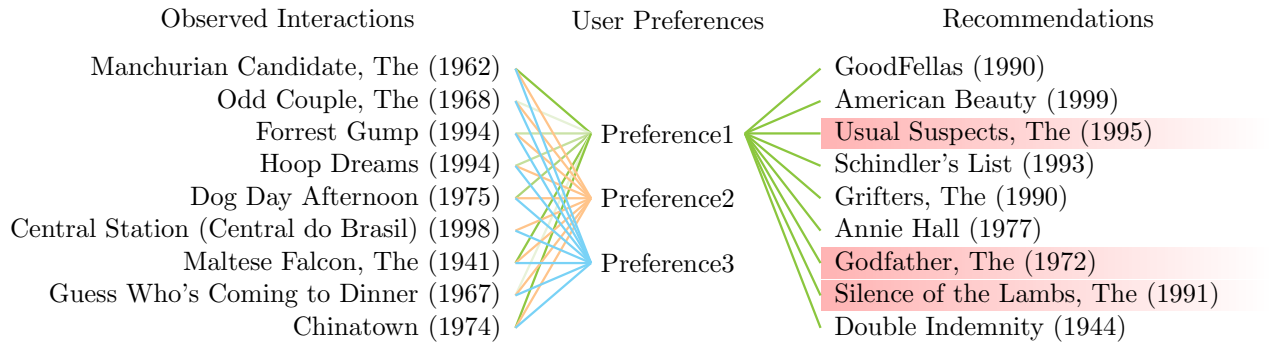 Observed Interactions
User Preferences
Recommendations
Manchurian Candidate, The (1962)
Odd Couple, The (1968)
Forrest Gump (1994)
Hoop Dreams (1994)
Dog Day Afternoon (1975)
Central Station (Central do Brasil) (1998)
Maltese Falcon, The (1941)
Guess Who's Coming to Dinner (1967)
Chinatown (1974)
Preference1
Preference2
Preference3
GoodFellas (1990)
American Beauty (1999)
Usual Suspects, The (1995)
Schindler's List (1993)
Grifters, The (1990)
Annie Hall (1977)
Godfather, The (1972)
Silence of the Lambs, The (1991)
Double Indemnity (1944)